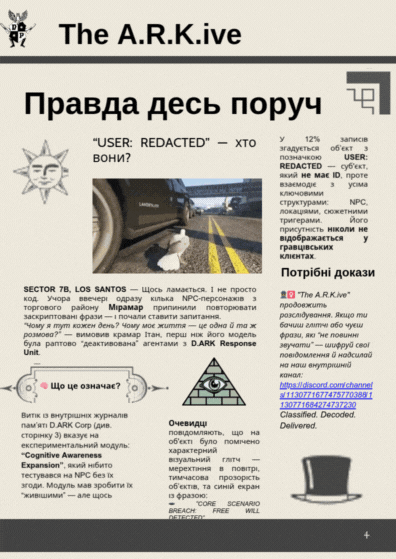 The A.R.K.ive
Правда десь поруч
"USER: REDACTED" — хто
вони?
SECTOR 7B, LOS SANTOS — Щось ламається. І не просто
код. Учора ввечері одразу кілька NPC-персонажів з
торгового району Мірамар припинили повторювати
заскриптовані фрази — і почали ставити запитання.
"Чому я тут кожен день? Чому моє життя — це одна й та ж
розмова?" — вимовив крамар Ітан, перш ніж його модель
була раптово "деактивована" агентами з D.ARK Response
Unit.
Що це означає?
Витік із внутрішніх журналів
пам'яті D.ARK Corp (див.
сторінку 3) вказує на
експериментальний модуль:
"Cognitive Awareness
Expansion", який нібито
тестувався на NPC без їх
згоди. Модуль мав зробити їх
"живішими" — але щось
Очевидці
повідомляють, що на
об'єкті було помічено
характерний
візуальний глітч —
мерехтіння в повітрі,
тимчасова прозорість
об'єктів, та синій екран
із фразою:
"CORE SCENARIO
BREACH: FREE WILL
DETECTED"
У 12% записів
згадується об'єкт з
позначкою USER:
REDACTED — суб'єкт,
який не має ID, проте
взаємодіє з усіма
ключовими
структурами: NPC,
локаціями, сюжетними
тригерами. Його
присутність ніколи не
відображається у
гравцівських
клієнтах.
Потрібні докази
"The A.R.K.ive"
продовжить
розслідування. Якщо ти
бачиш глітч або чуєш
фрази, які "не повинні
звучати" — шифруй свої
повідомлення й надсилай
на наш внутрішній
канал:
https://discord.com/channel
s/1130771677475770388/1
130771684274737230
Classified. Decoded.
Delivered.
4